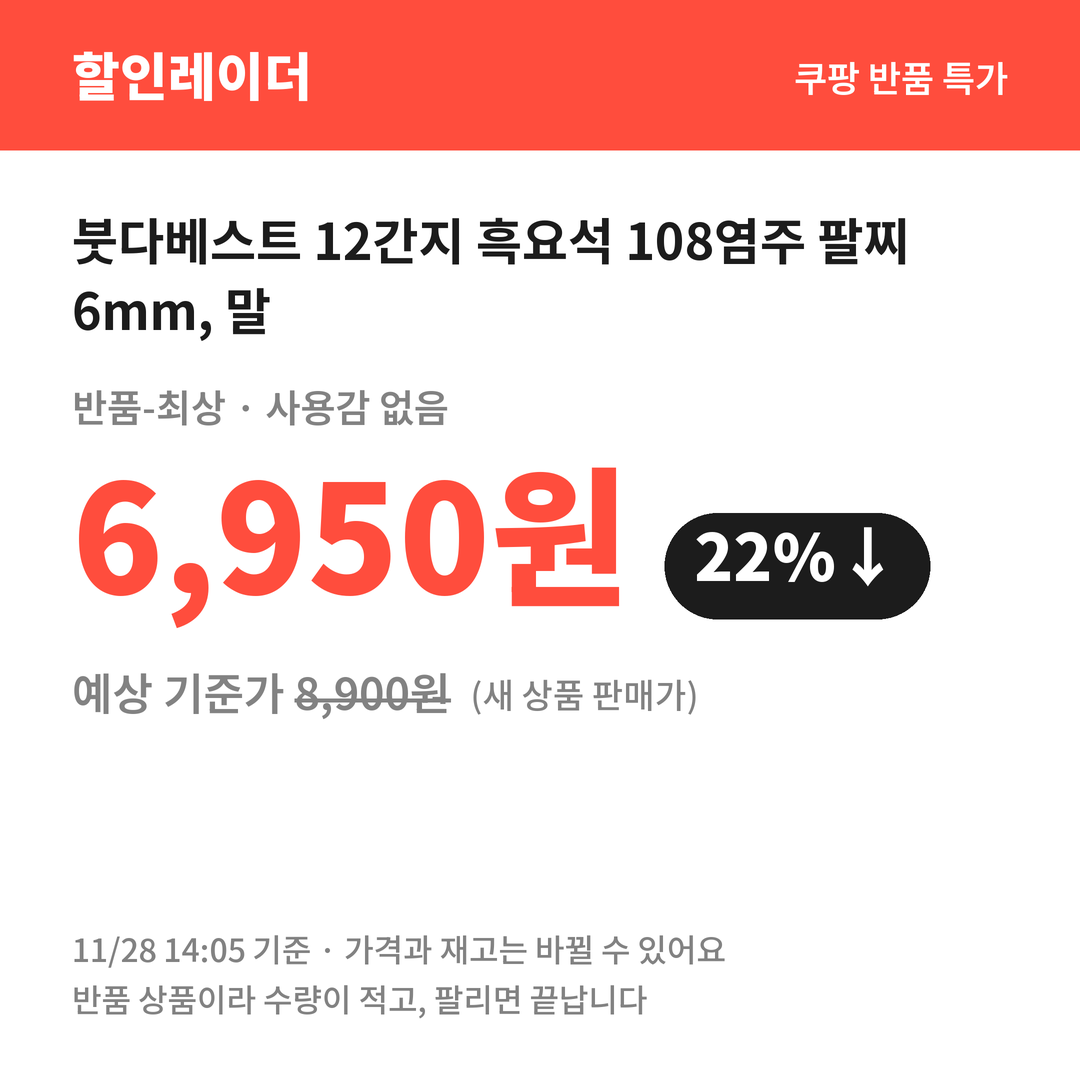 할인레이더
쿠팡 반품 특가
붓다베스트 12간지 흑요석 108염주 팔찌
6mm, 말
반품-최상 · 사용감 없음
6,950원
22%↓
예상 기준가 8,900원 (새 상품 판매가)
11/28 14:05 기준 · 가격과 재고는 바뀔 수 있어요
반품 상품이라 수량이 적고, 팔리면 끝납니다